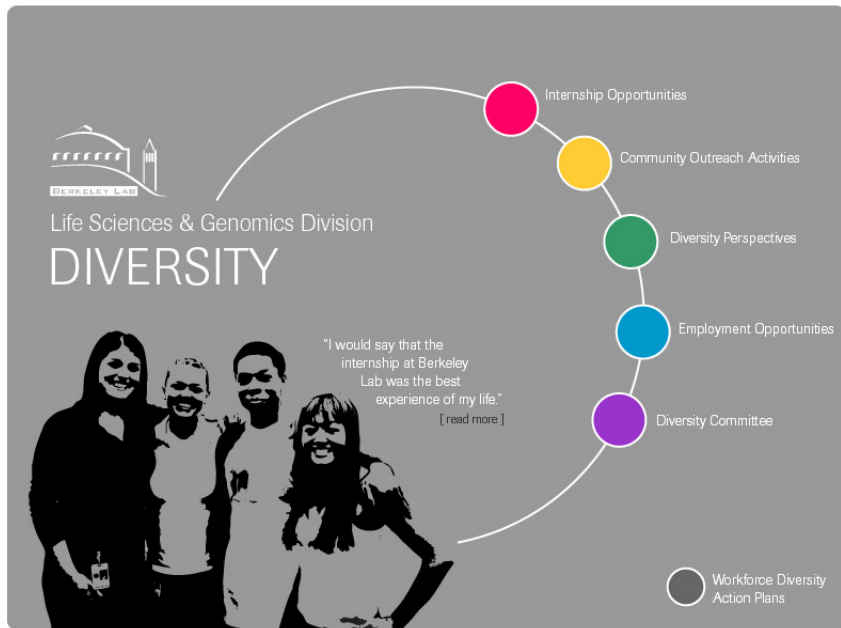 BERKELEY LAB
Life Sciences & Genomics Division
DIVERSITY
"I would say that the
internship at Berkeley
Lab was the best
experience of my life."
[ read more ]
Internship Opportunities
Community Outreach Activities
Diversity Perspectives
Employment Opportunities
Diversity Committee
Workforce Diversity
Action Plans